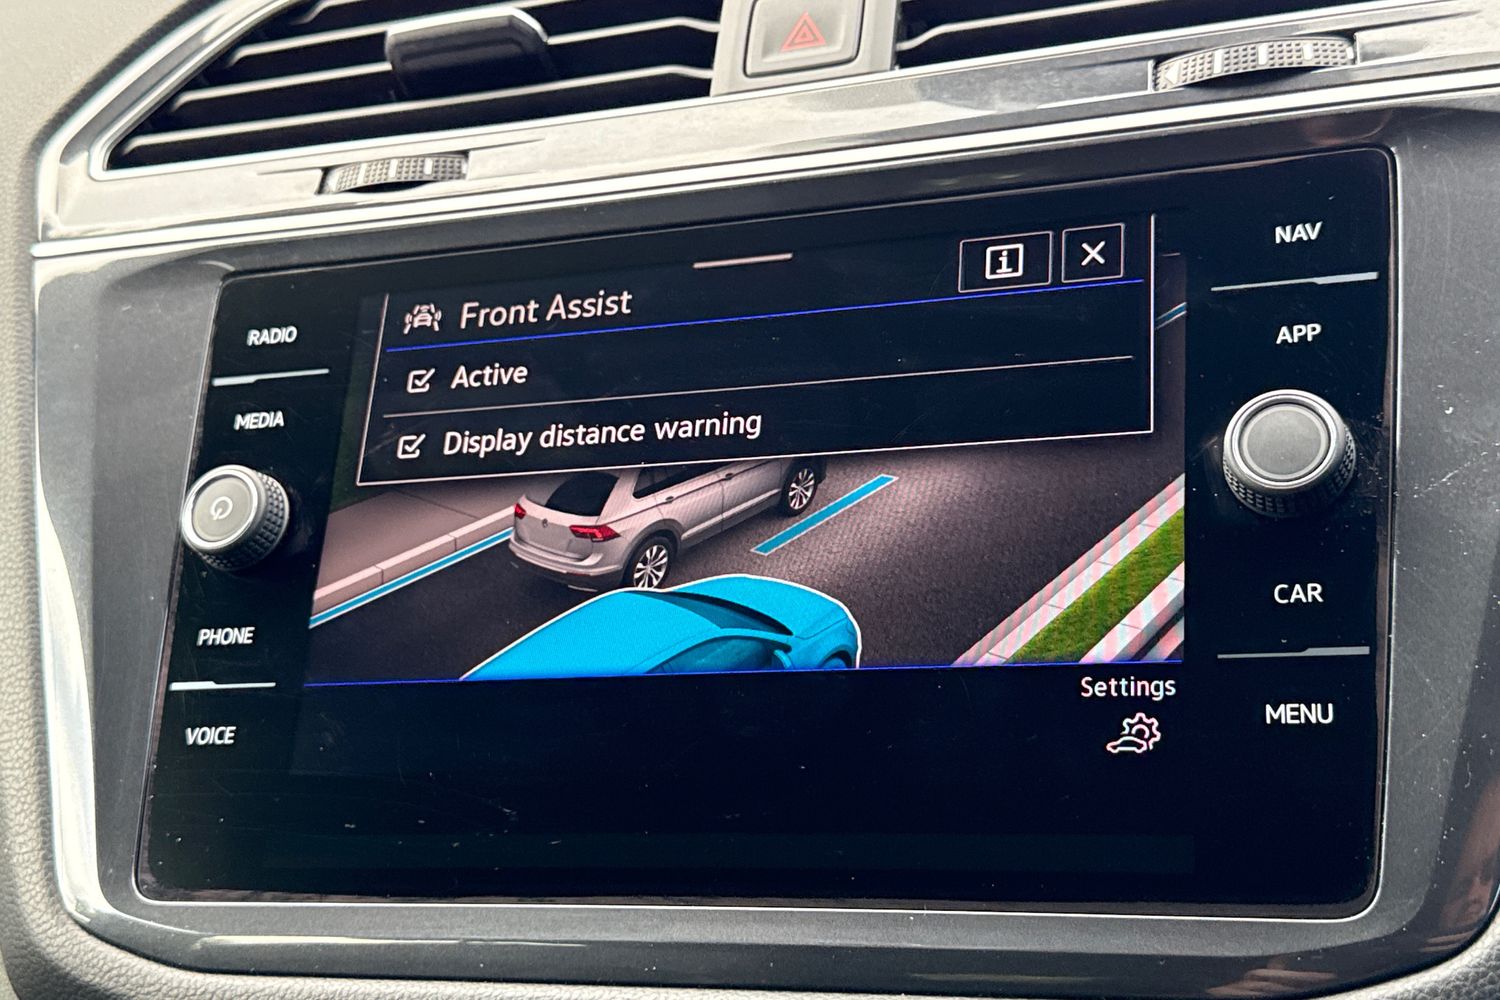 RADIO
MEDIA
PHONE
VOICE
Front Assist
Active
Display distance warning
Settings
NAV
APP
CAR
MENU